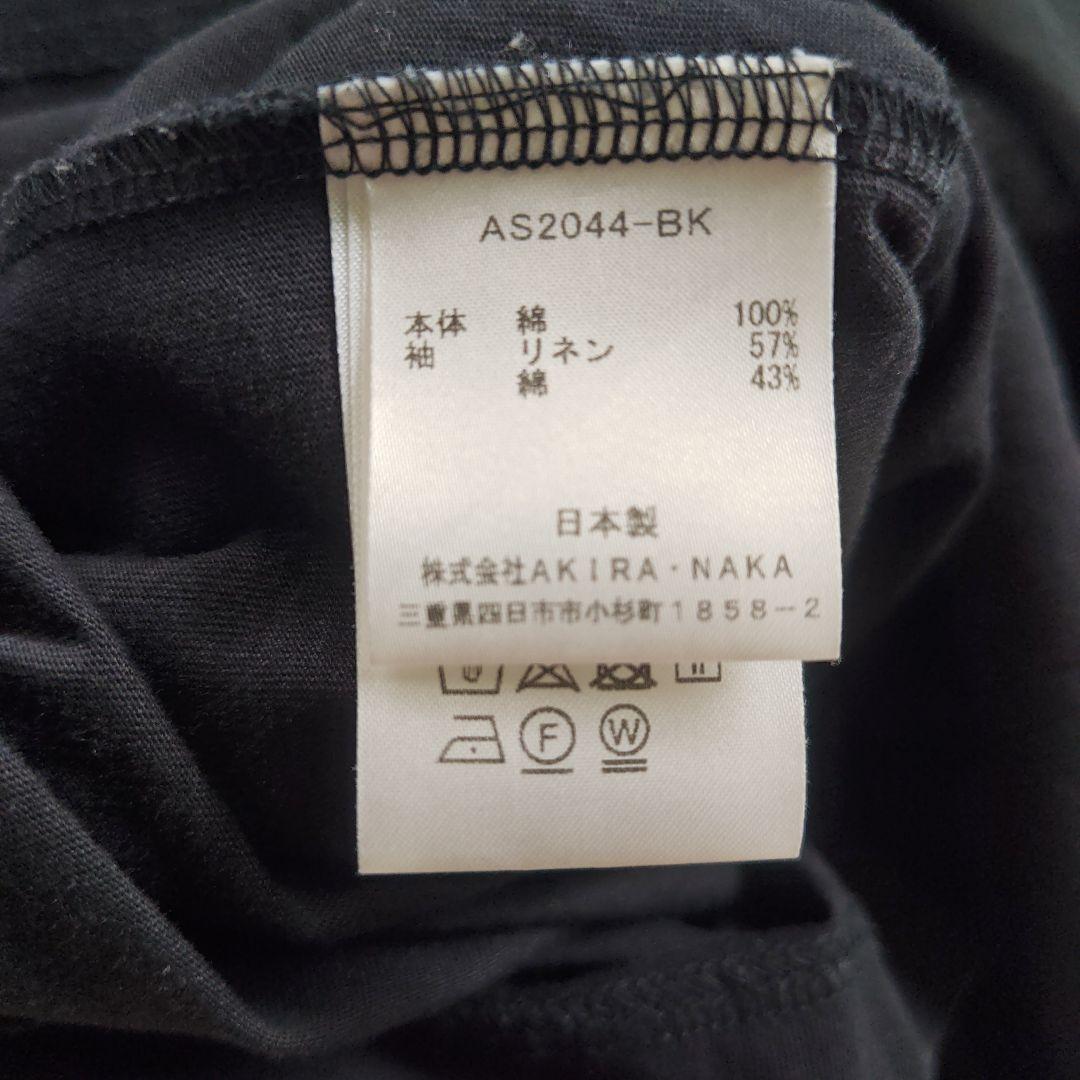 AS2044-BK
本体 綿 100%
袖 リネン 57%
綿 43%
日本製
株式会社AKIRA・NAKA
三重県四日市市小杉町1858-2
F W